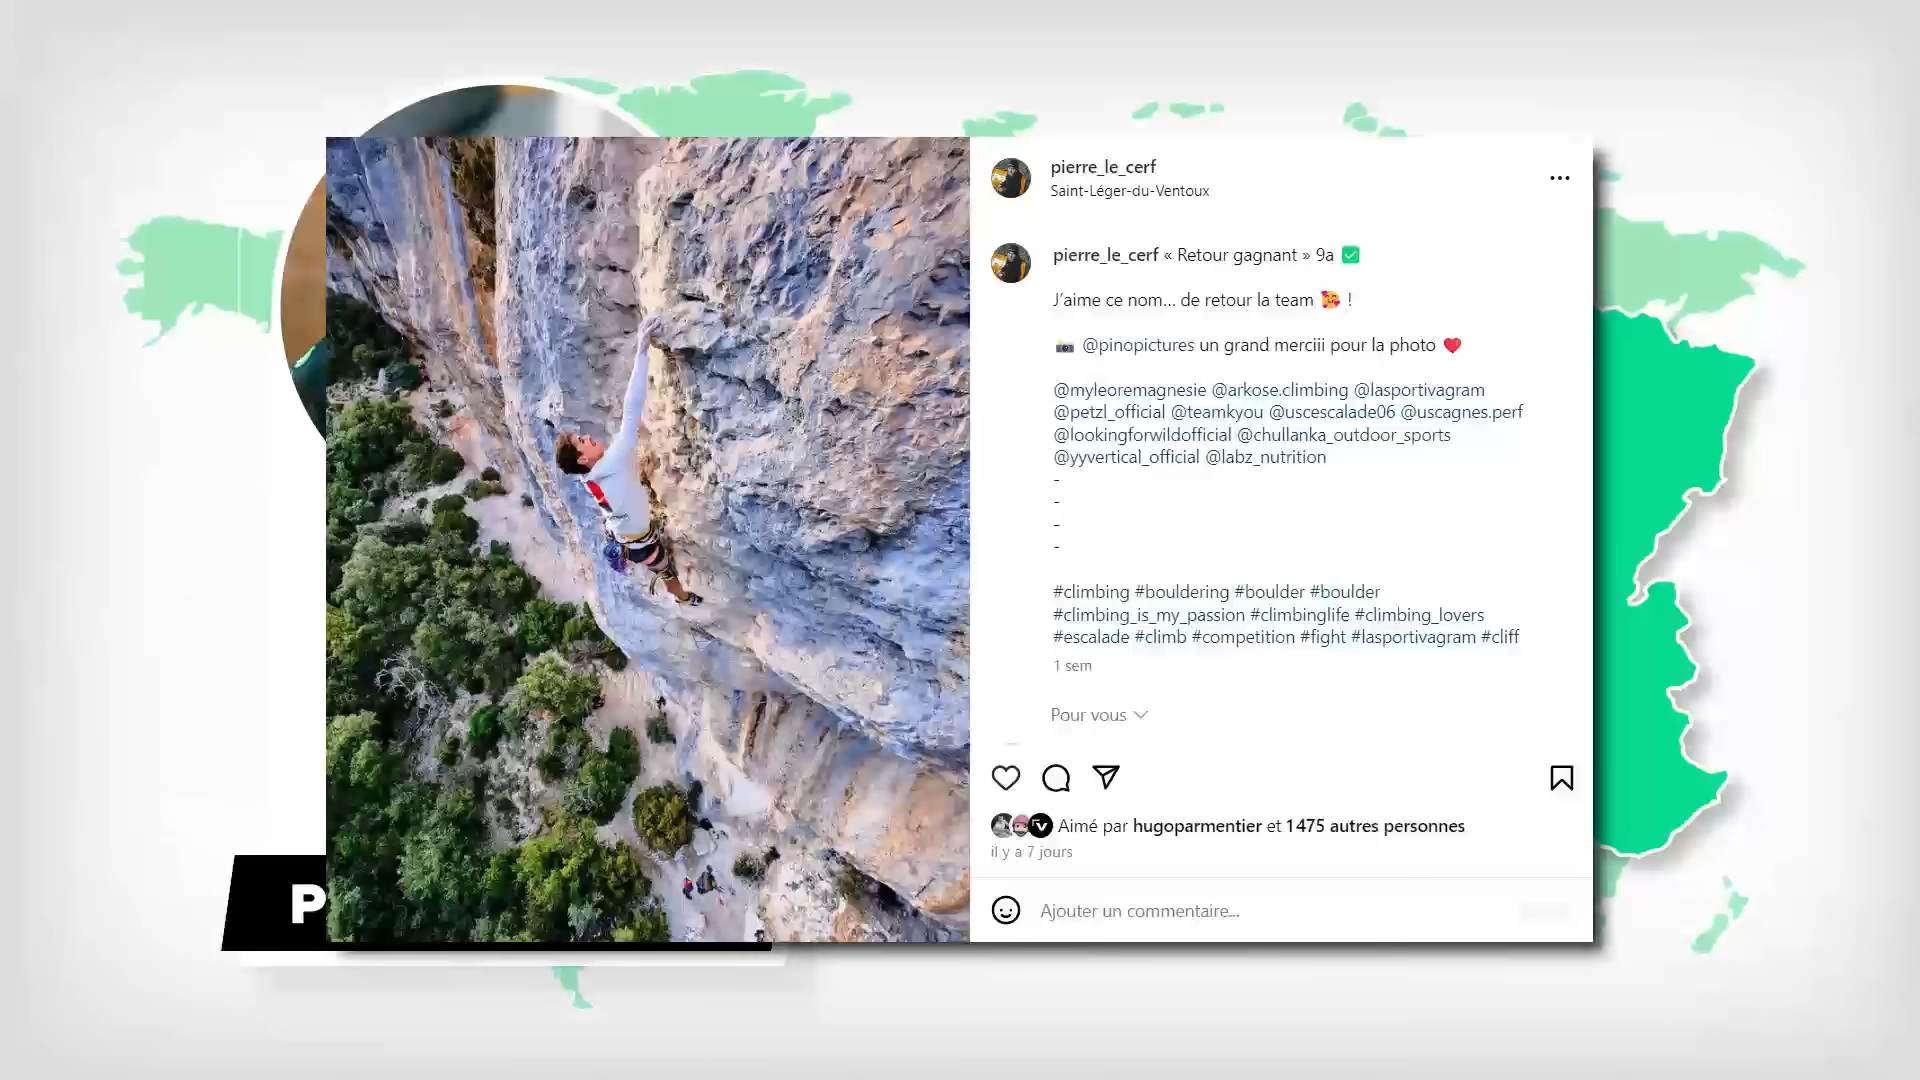 pierre_le_cerf
Saint-Léger-du-Ventoux
pierre_le_cerf « Retour gagnant » 9a ✅
J'aime ce nom... de retour la team 🥰 !
📸 @pinopictures un grand merciii pour la photo ❤️
@myleoremagnesie @arkose.climbing @lasportivagram
@petzl_official @teamkyou @uscescalade06 @uscagnes.perf
@lookingforwildofficial @chullanka_outdoor_sports
@yyvertical_official @labz_nutrition
-
-
-
-
#climbing #bouldering #boulder #boulder
#climbing_is_my_passion #climbinglife #climbing_lovers
#escalade #climb #competition #fight #lasportivagram #cliff
1 sem
Pour vous
Aimé par hugoparmentier et 1 475 autres personnes
il y a 7 jours
Ajouter un commentaire...
P